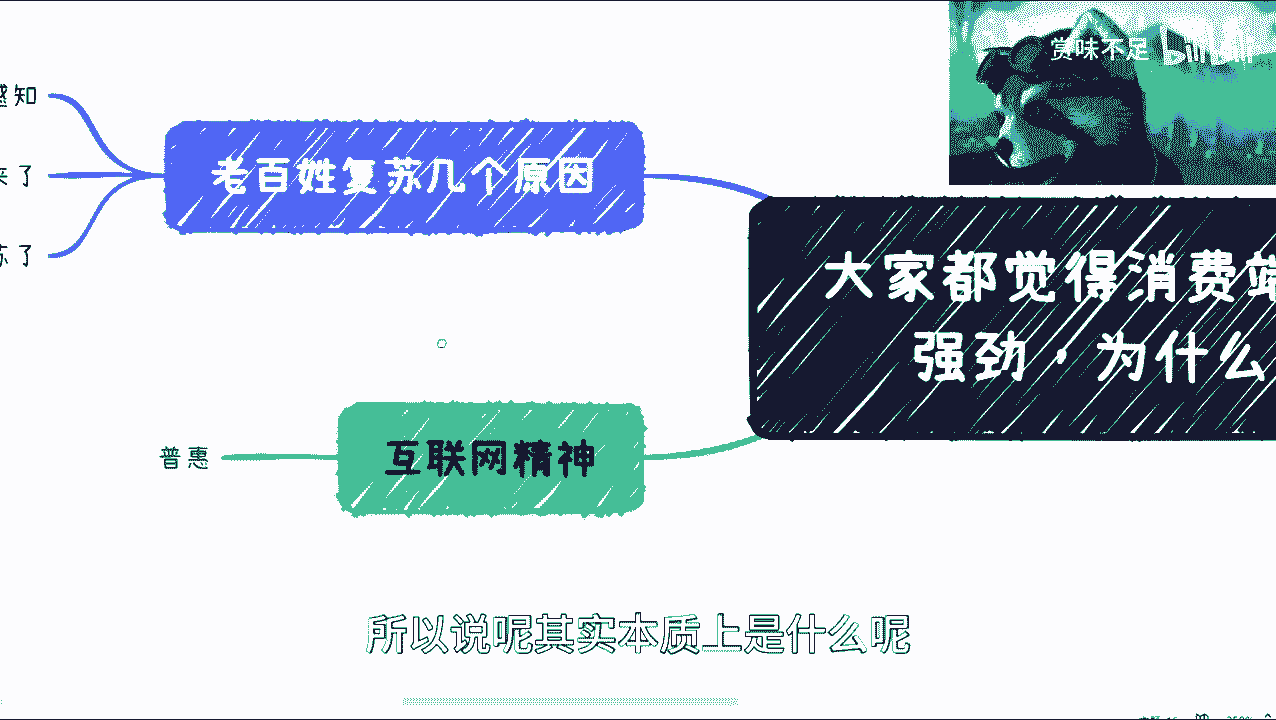 赏味不足 bilibili
感知
老百姓复苏几个原因
来了
苏了
大家都觉得消费端
强劲·为什么
普惠
互联网精神
所以说呢其实本质上是什么呢